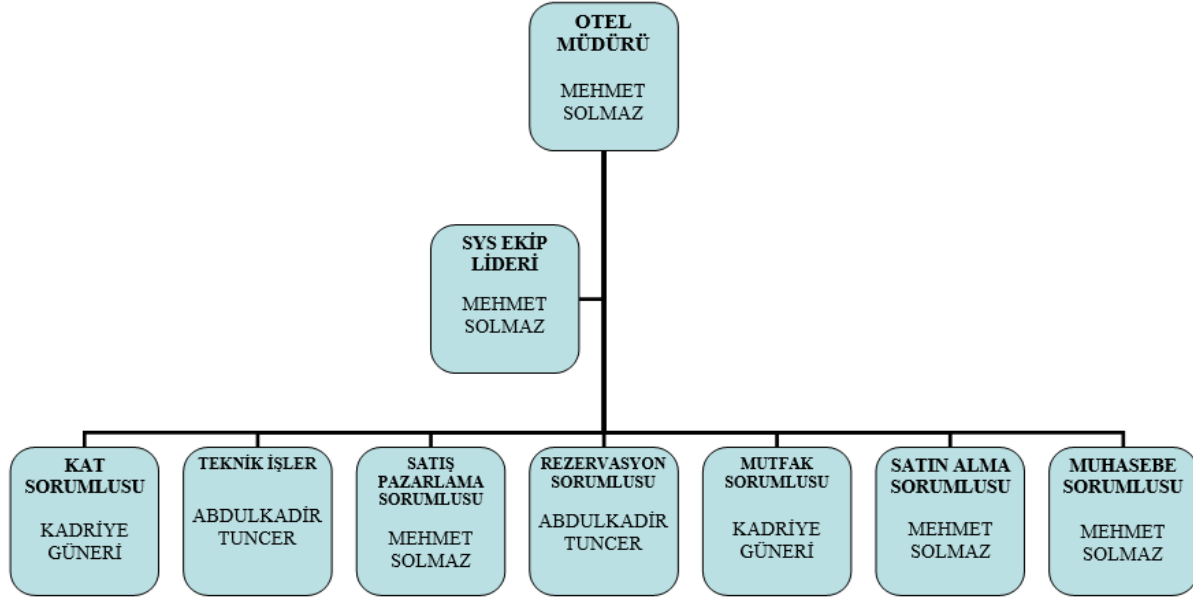 OTEL
MÜDÜRÜ
MEHMET
SOLMAZ
SYS EKİP
LİDERİ
MEHMET
SOLMAZ
KAT
SORUMLUSU
KADRİYE
GÜNERİ
TEKNİK İŞLER
ABDULKADİR
TUNCER
SATIŞ
PAZARLAMA
SORUMLUSU
MEHMET
SOLMAZ
REZERVASYON
SORUMLUSU
ABDULKADİR
TUNCER
MUTFAK
SORUMLUSU
KADRİYE
GÜNERİ
SATIN ALMA
SORUMLUSU
MEHMET
SOLMAZ
MUHASEBE
SORUMLUSU
MEHMET
SOLMAZ